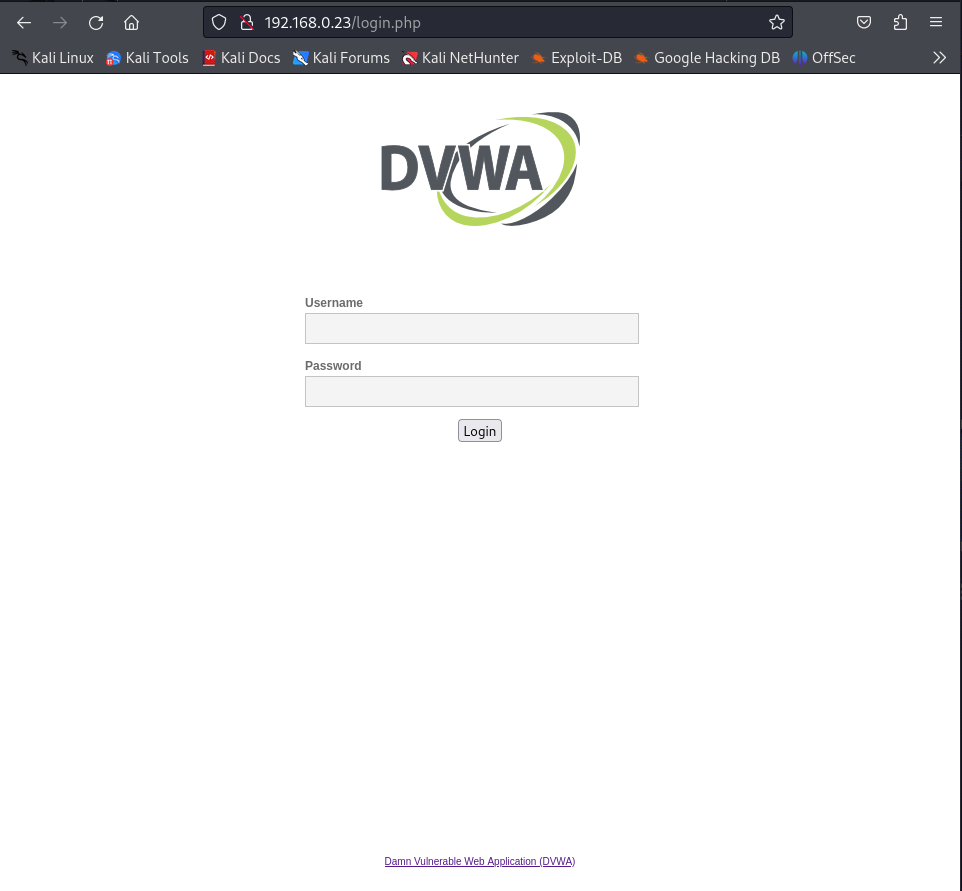 192.168.0.23/login.php
Kali Linux Kali Tools Kali Docs Kali Forums Kali NetHunter Exploit-DB Google Hacking DB OffSec
DVWA
Username
Password
Login
Damn Vulnerable Web Application (DVWA)